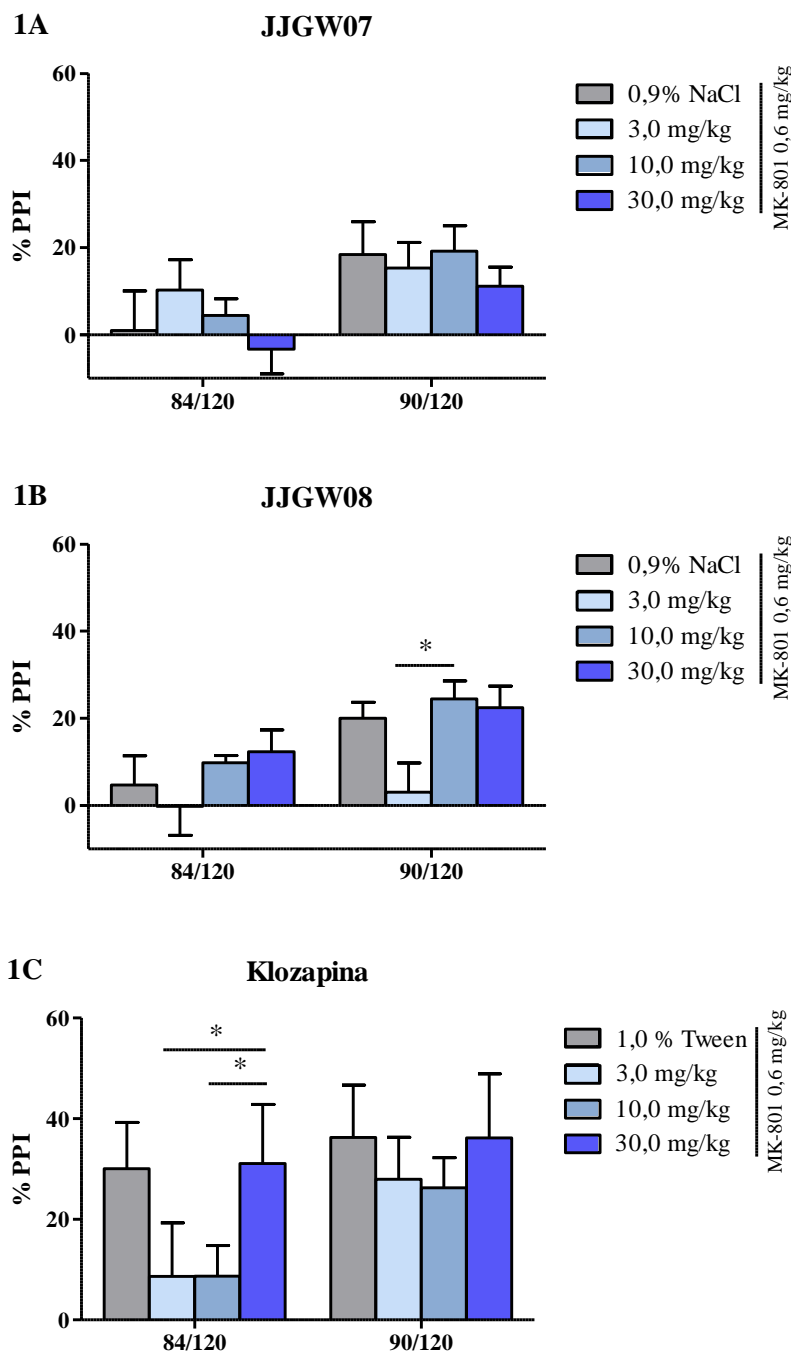 1A
JJGW07
60
40
20
0
% PPI
84/120
90/120
0,9% NaCl
3,0 mg/kg
10,0 mg/kg
30,0 mg/kg
MK-801 0,6 mg/kg
1B
JJGW08
60
40
20
0
% PPI
*
84/120
90/120
0,9% NaCl
3,0 mg/kg
10,0 mg/kg
30,0 mg/kg
MK-801 0,6 mg/kg
1C
Klozapina
60
40
20
0
% PPI
*
*
84/120
90/120
1,0 % Tween
3,0 mg/kg
10,0 mg/kg
30,0 mg/kg
MK-801 0,6 mg/kg